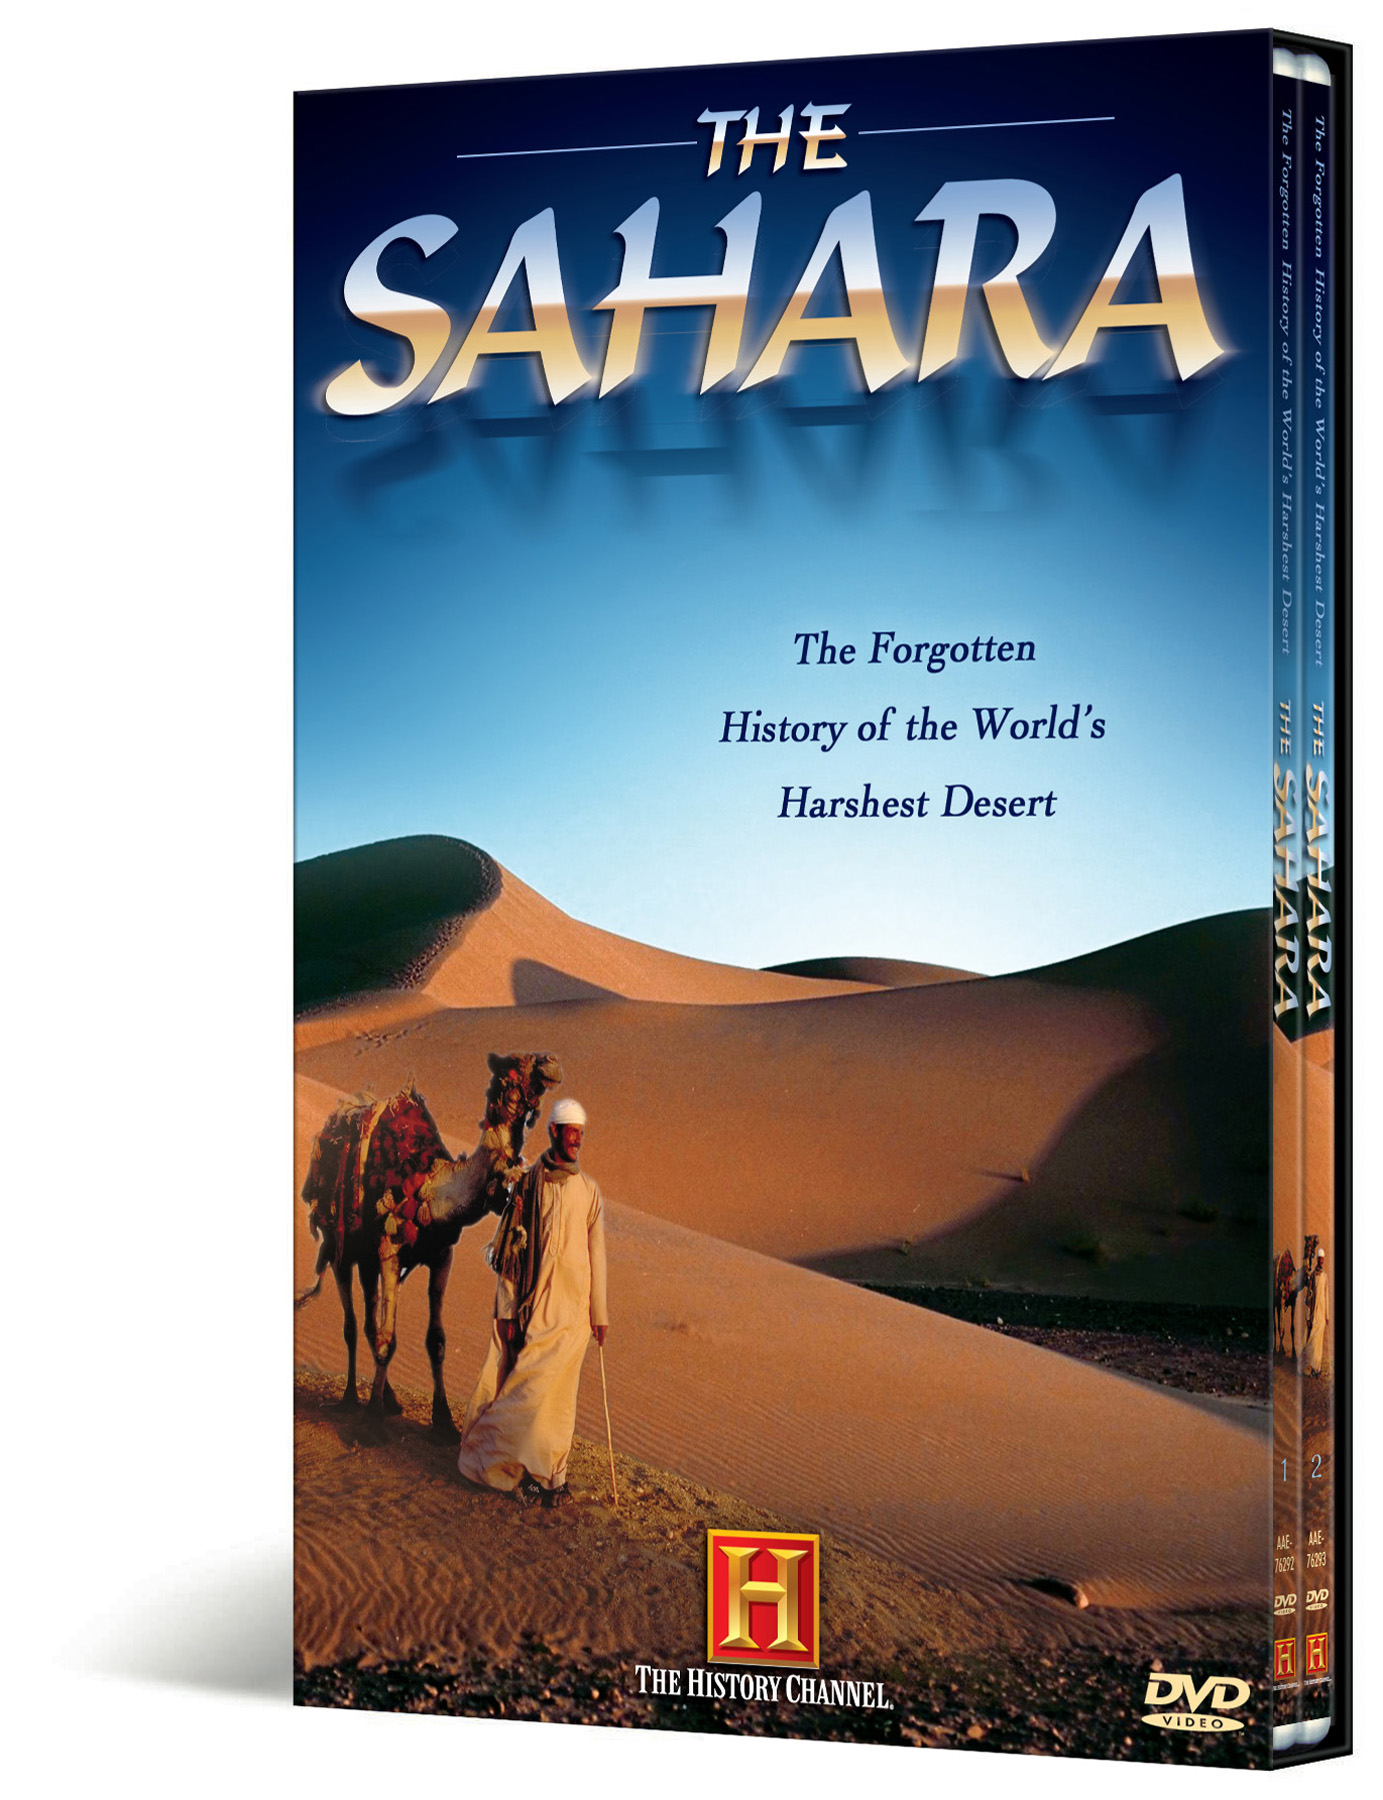 THE
SAHARA
The Forgotten
History of the World's
Harshest Desert
H
THE HISTORY CHANNEL.
DVD
VIDEO
The Forgotten History of the World's Harshest Desert
THE SAHARA
1
AAE-
76292
DVD
VIDEO
H
The Forgotten History of the World's Harshest Desert
THE SAHARA
2
AAE-
76293
DVD
VIDEO
H